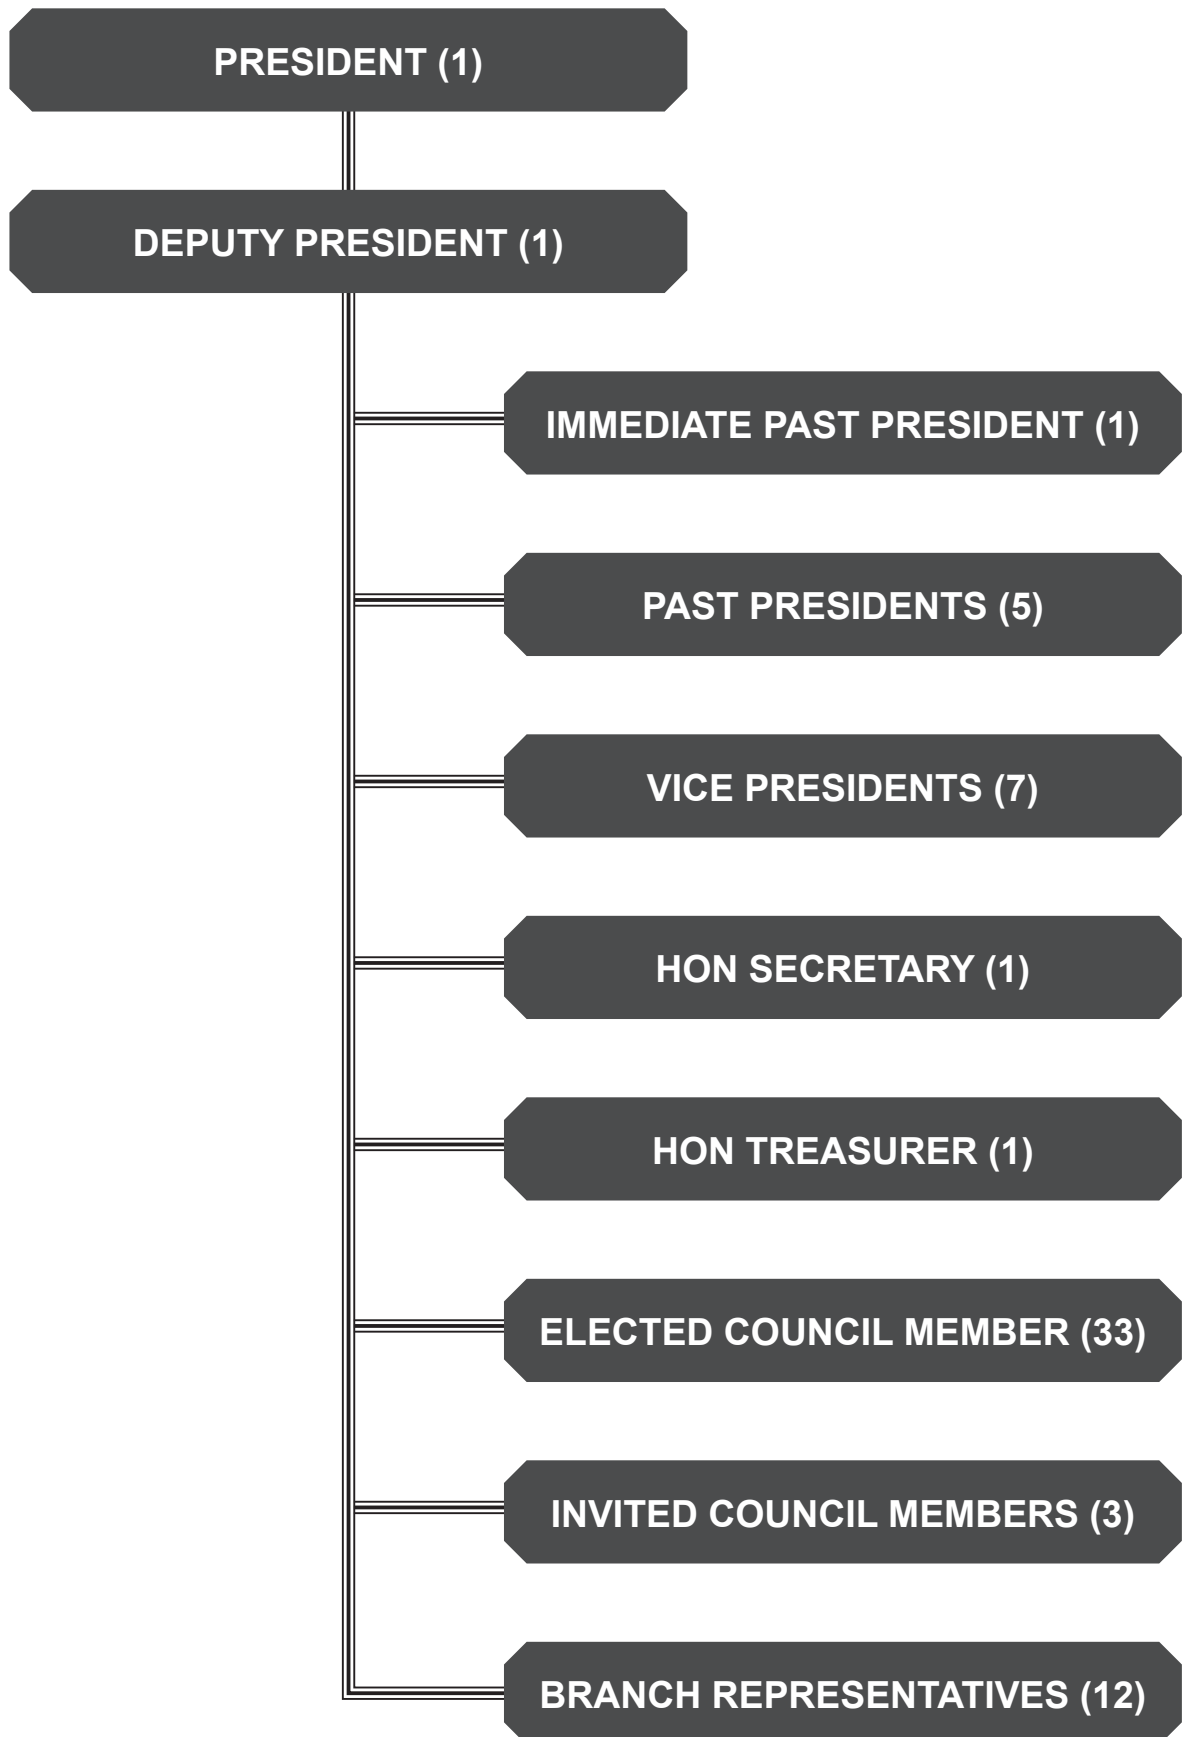 PRESIDENT (1)
DEPUTY PRESIDENT (1)
IMMEDIATE PAST PRESIDENT (1)
PAST PRESIDENTS (5)
VICE PRESIDENTS (7)
HON SECRETARY (1)
HON TREASURER (1)
ELECTED COUNCIL MEMBER (33)
INVITED COUNCIL MEMBERS (3)
BRANCH REPRESENTATIVES (12)